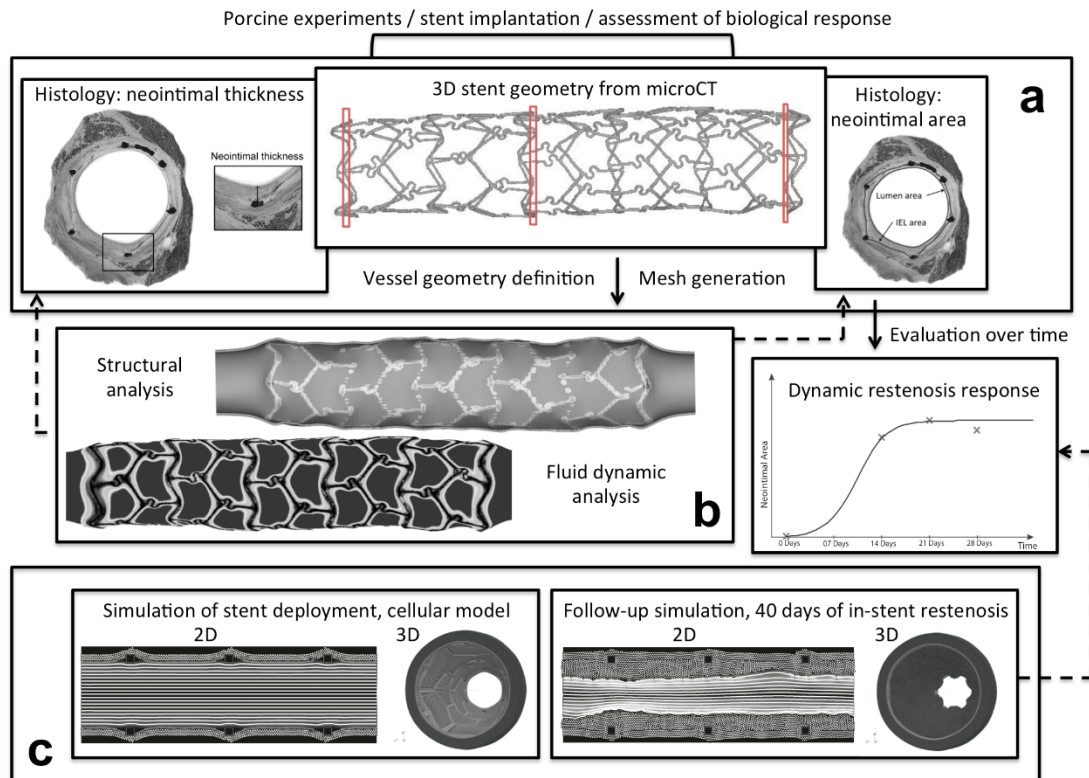 Porcine experiments / stent implantation / assessment of biological response
a
Histology: neointimal thickness
Neointimal thickness
3D stent geometry from microCT
Histology:
neointimal area
Lumen area
IEL area
Vessel geometry definition
Mesh generation
Evaluation over time
Structural
analysis
Fluid dynamic
analysis
b
Dynamic restenosis response
Neointimal Area
0 Days
07 Days
14 Days
21 Days
28 Days
Time
Simulation of stent deployment, cellular model
2D
3D
Follow-up simulation, 40 days of in-stent restenosis
2D
3D
c